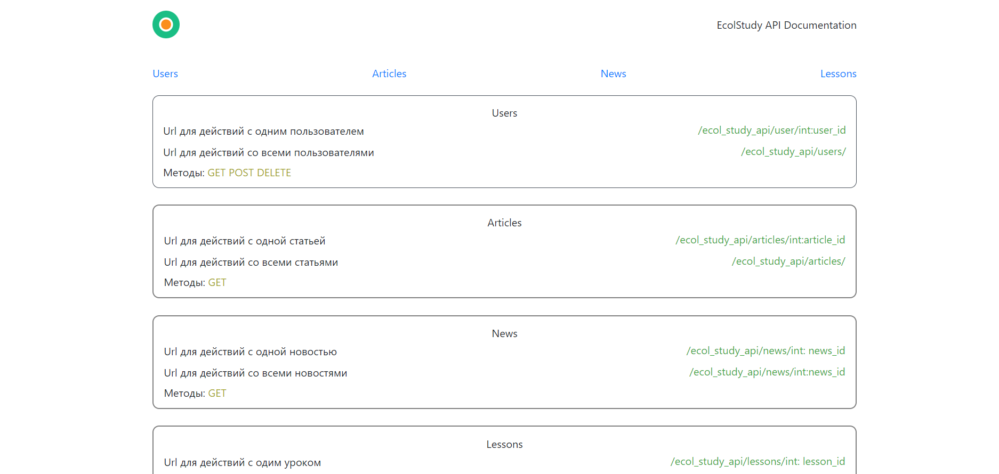 EcolStudy API Documentation
Users Articles News Lessons
Users
Url для действий с одним пользователем /ecol_study_api/user/int:user_id
Url для действий со всеми пользователями /ecol_study_api/users/
Методы: GET POST DELETE
Articles
Url для действий с одной статьей /ecol_study_api/articles/int:article_id
Url для действий со всеми статьями /ecol_study_api/articles/
Методы: GET
News
Url для действий с одной новостью /ecol_study_api/news/int: news_id
Url для действий со всеми новостями /ecol_study_api/news/int:news_id
Методы: GET
Lessons
Url для действий с одим уроком /ecol_study_api/lessons/int: lesson_id